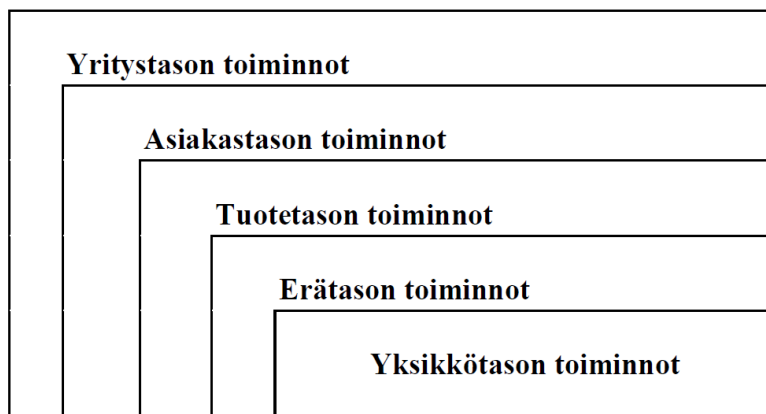 Yritystason toiminnot
Asiakastason toiminnot
Tuotetason toiminnot
Erätason toiminnot
Yksikkötason toiminnot